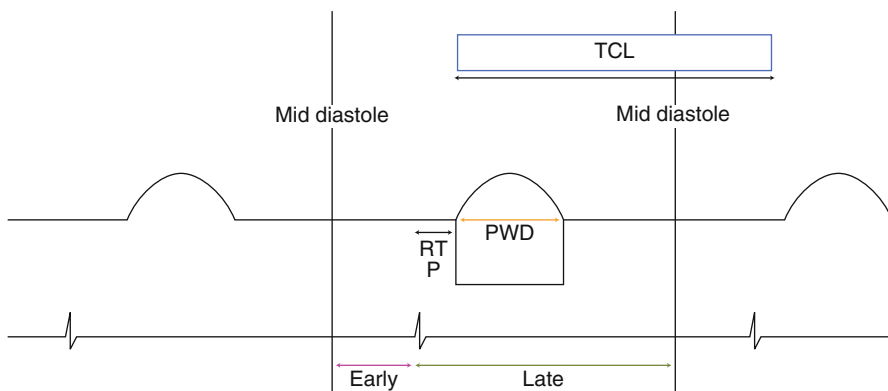 TCL
Mid diastole
Mid diastole
PWD
RT
P
Early
Late